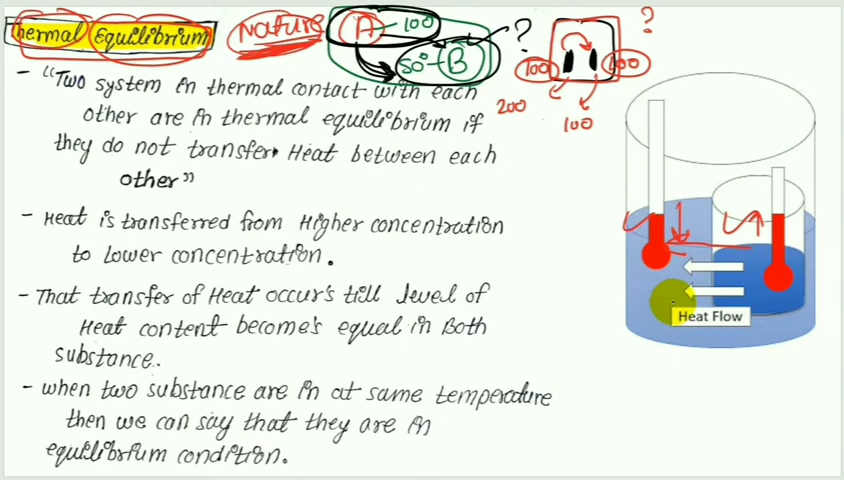 Thermal Equilibrium
Nature
A - 100
50° - B
?
?
100
100
200
100
- "Two system in thermal contact with each
other are in thermal equilibrium if
they do not transfer Heat between each
other"
- Heat is transferred from Higher concentration
to Lower concentration.
- That transfer of Heat occur's till level of
Heat content become's equal in Both
substance.
- when two substance are in at same temperature
then we can say that they are in
equilibrium condition.
Heat Flow